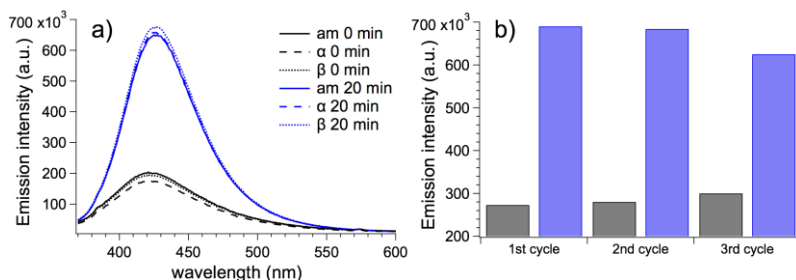 a)
700 x10³
600
500
400
300
200
100
Emission intensity (a.u.)
400
450
500
550
600
wavelength (nm)
am 0 min
α 0 min
β 0 min
am 20 min
α 20 min
β 20 min
b)
700 x10³
600
500
400
300
200
Emission intensity (a.u.)
1st cycle
2nd cycle
3rd cycle